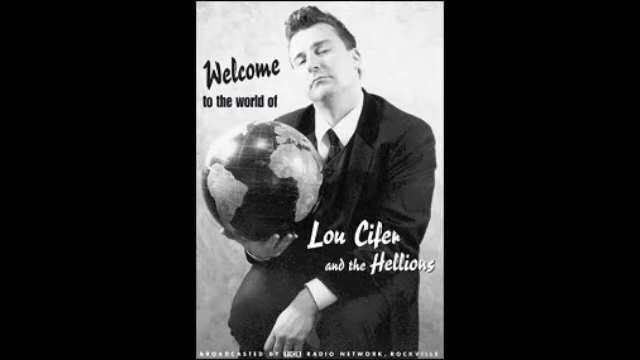 Welcome
to the world of
Lou Cifer
and the Hellions
BROADCASTED BY RADIO NETWORK, ROCKVILLE